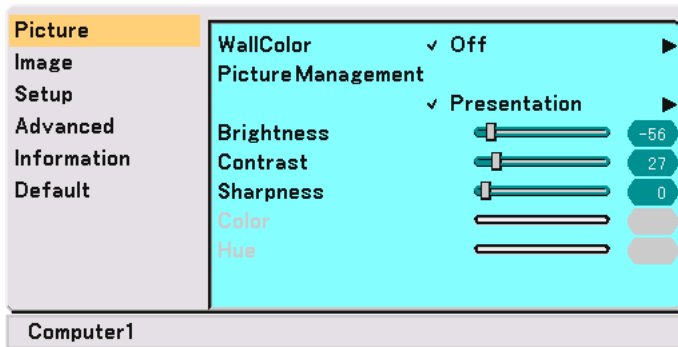 Picture
Image
Setup
Advanced
Information
Default
WallColor ✓ Off ▶
Picture Management
✓ Presentation ▶
Brightness -56
Contrast 27
Sharpness 0
Color
Hue
Computer1